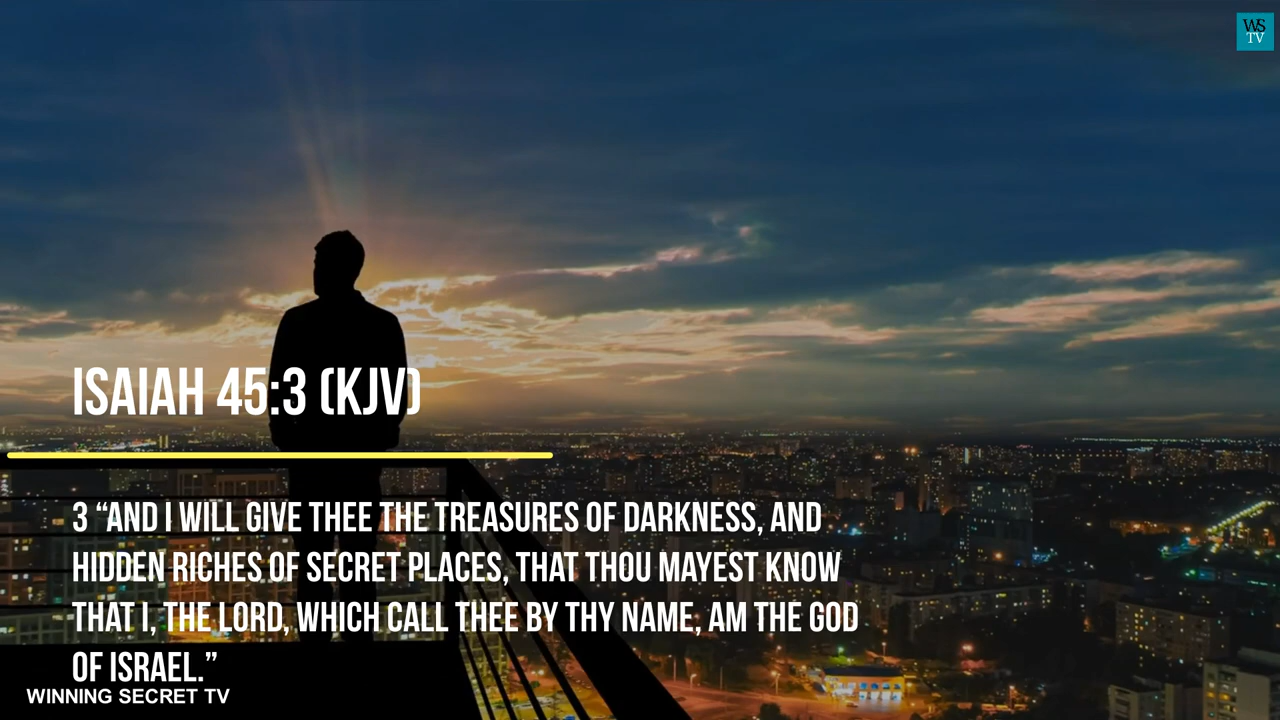 WS
TV
ISAIAH 45:3 (KJV)
3 “AND I WILL GIVE THEE THE TREASURES OF DARKNESS, AND
HIDDEN RICHES OF SECRET PLACES, THAT THOU MAYEST KNOW
THAT I, THE LORD, WHICH CALL THEE BY THY NAME, AM THE GOD
OF ISRAEL.”
WINNING SECRET TV